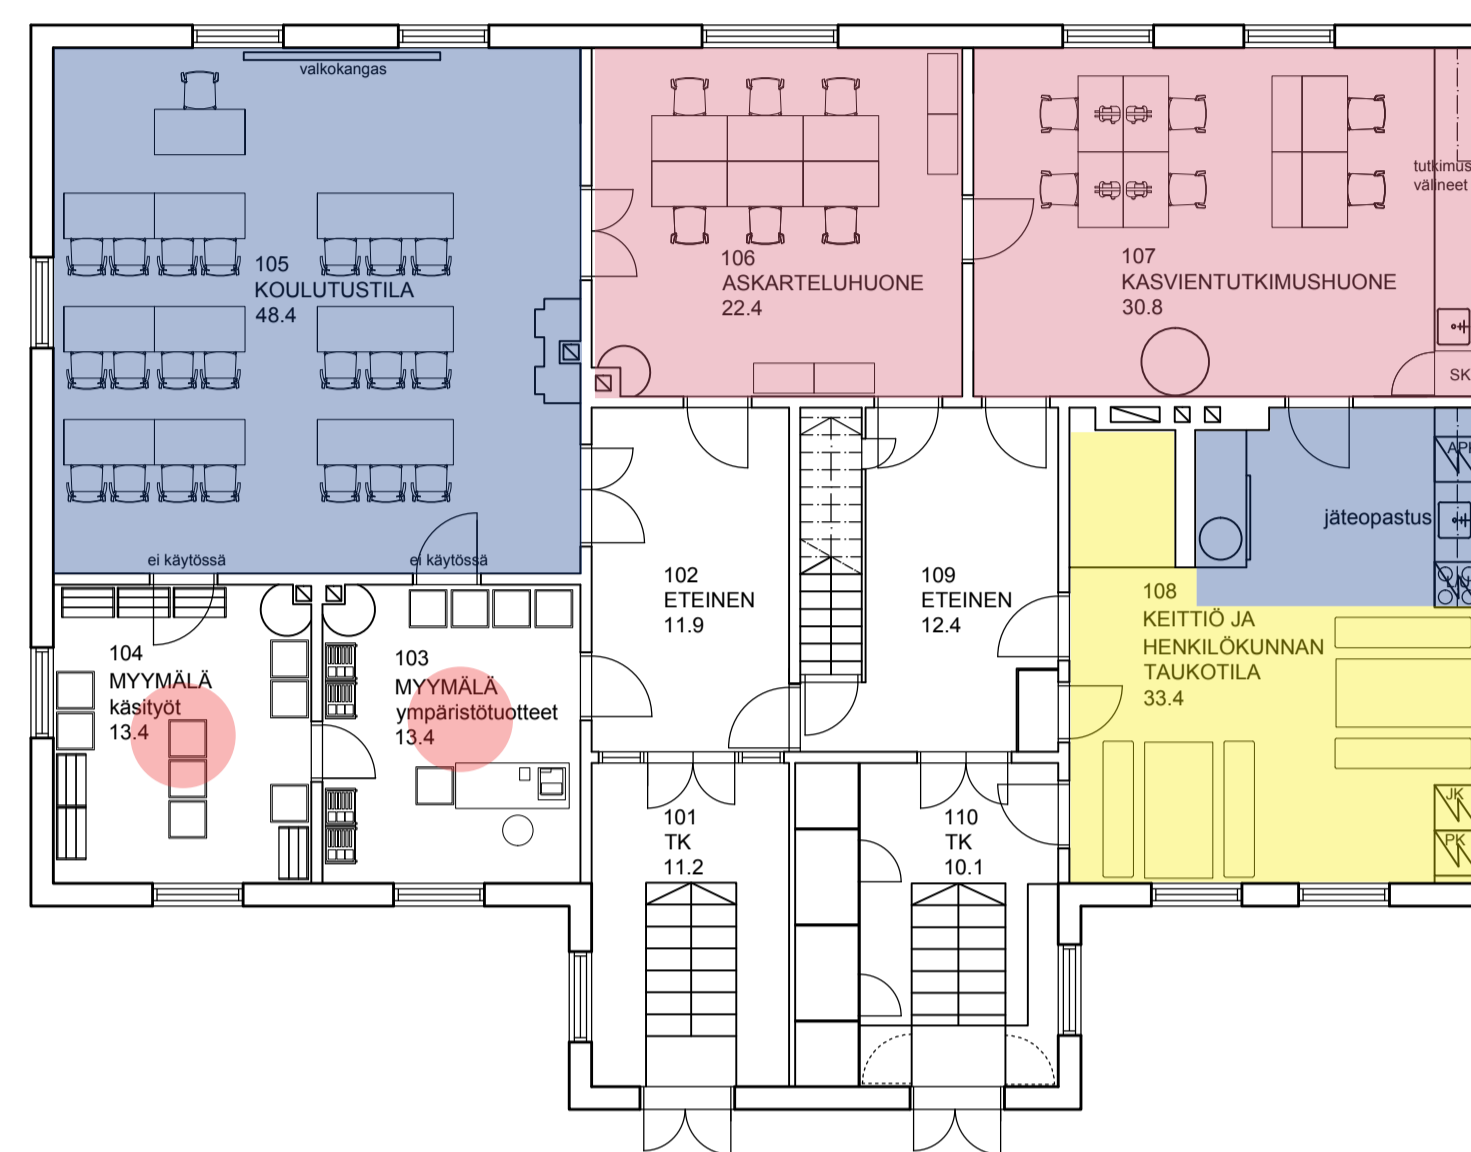 valkokangas
105
KOULUTUSTILA
48.4
106
ASKARTELUHUONE
22.4
107
KASVIENTUTKIMUSHUONE
30.8
tutkimus
välineet
SK
jäteopastus
ei käytössä
ei käytössä
102
ETEINEN
11.9
109
ETEINEN
12.4
108
KEITTIÖ JA
HENKILÖKUNNAN
TAUKOTILA
33.4
104
MYYMÄLÄ
käsityöt
13.4
103
MYYMÄLÄ
ympäristötuotteet
13.4
101
TK
11.2
110
TK
10.1
JK
PK